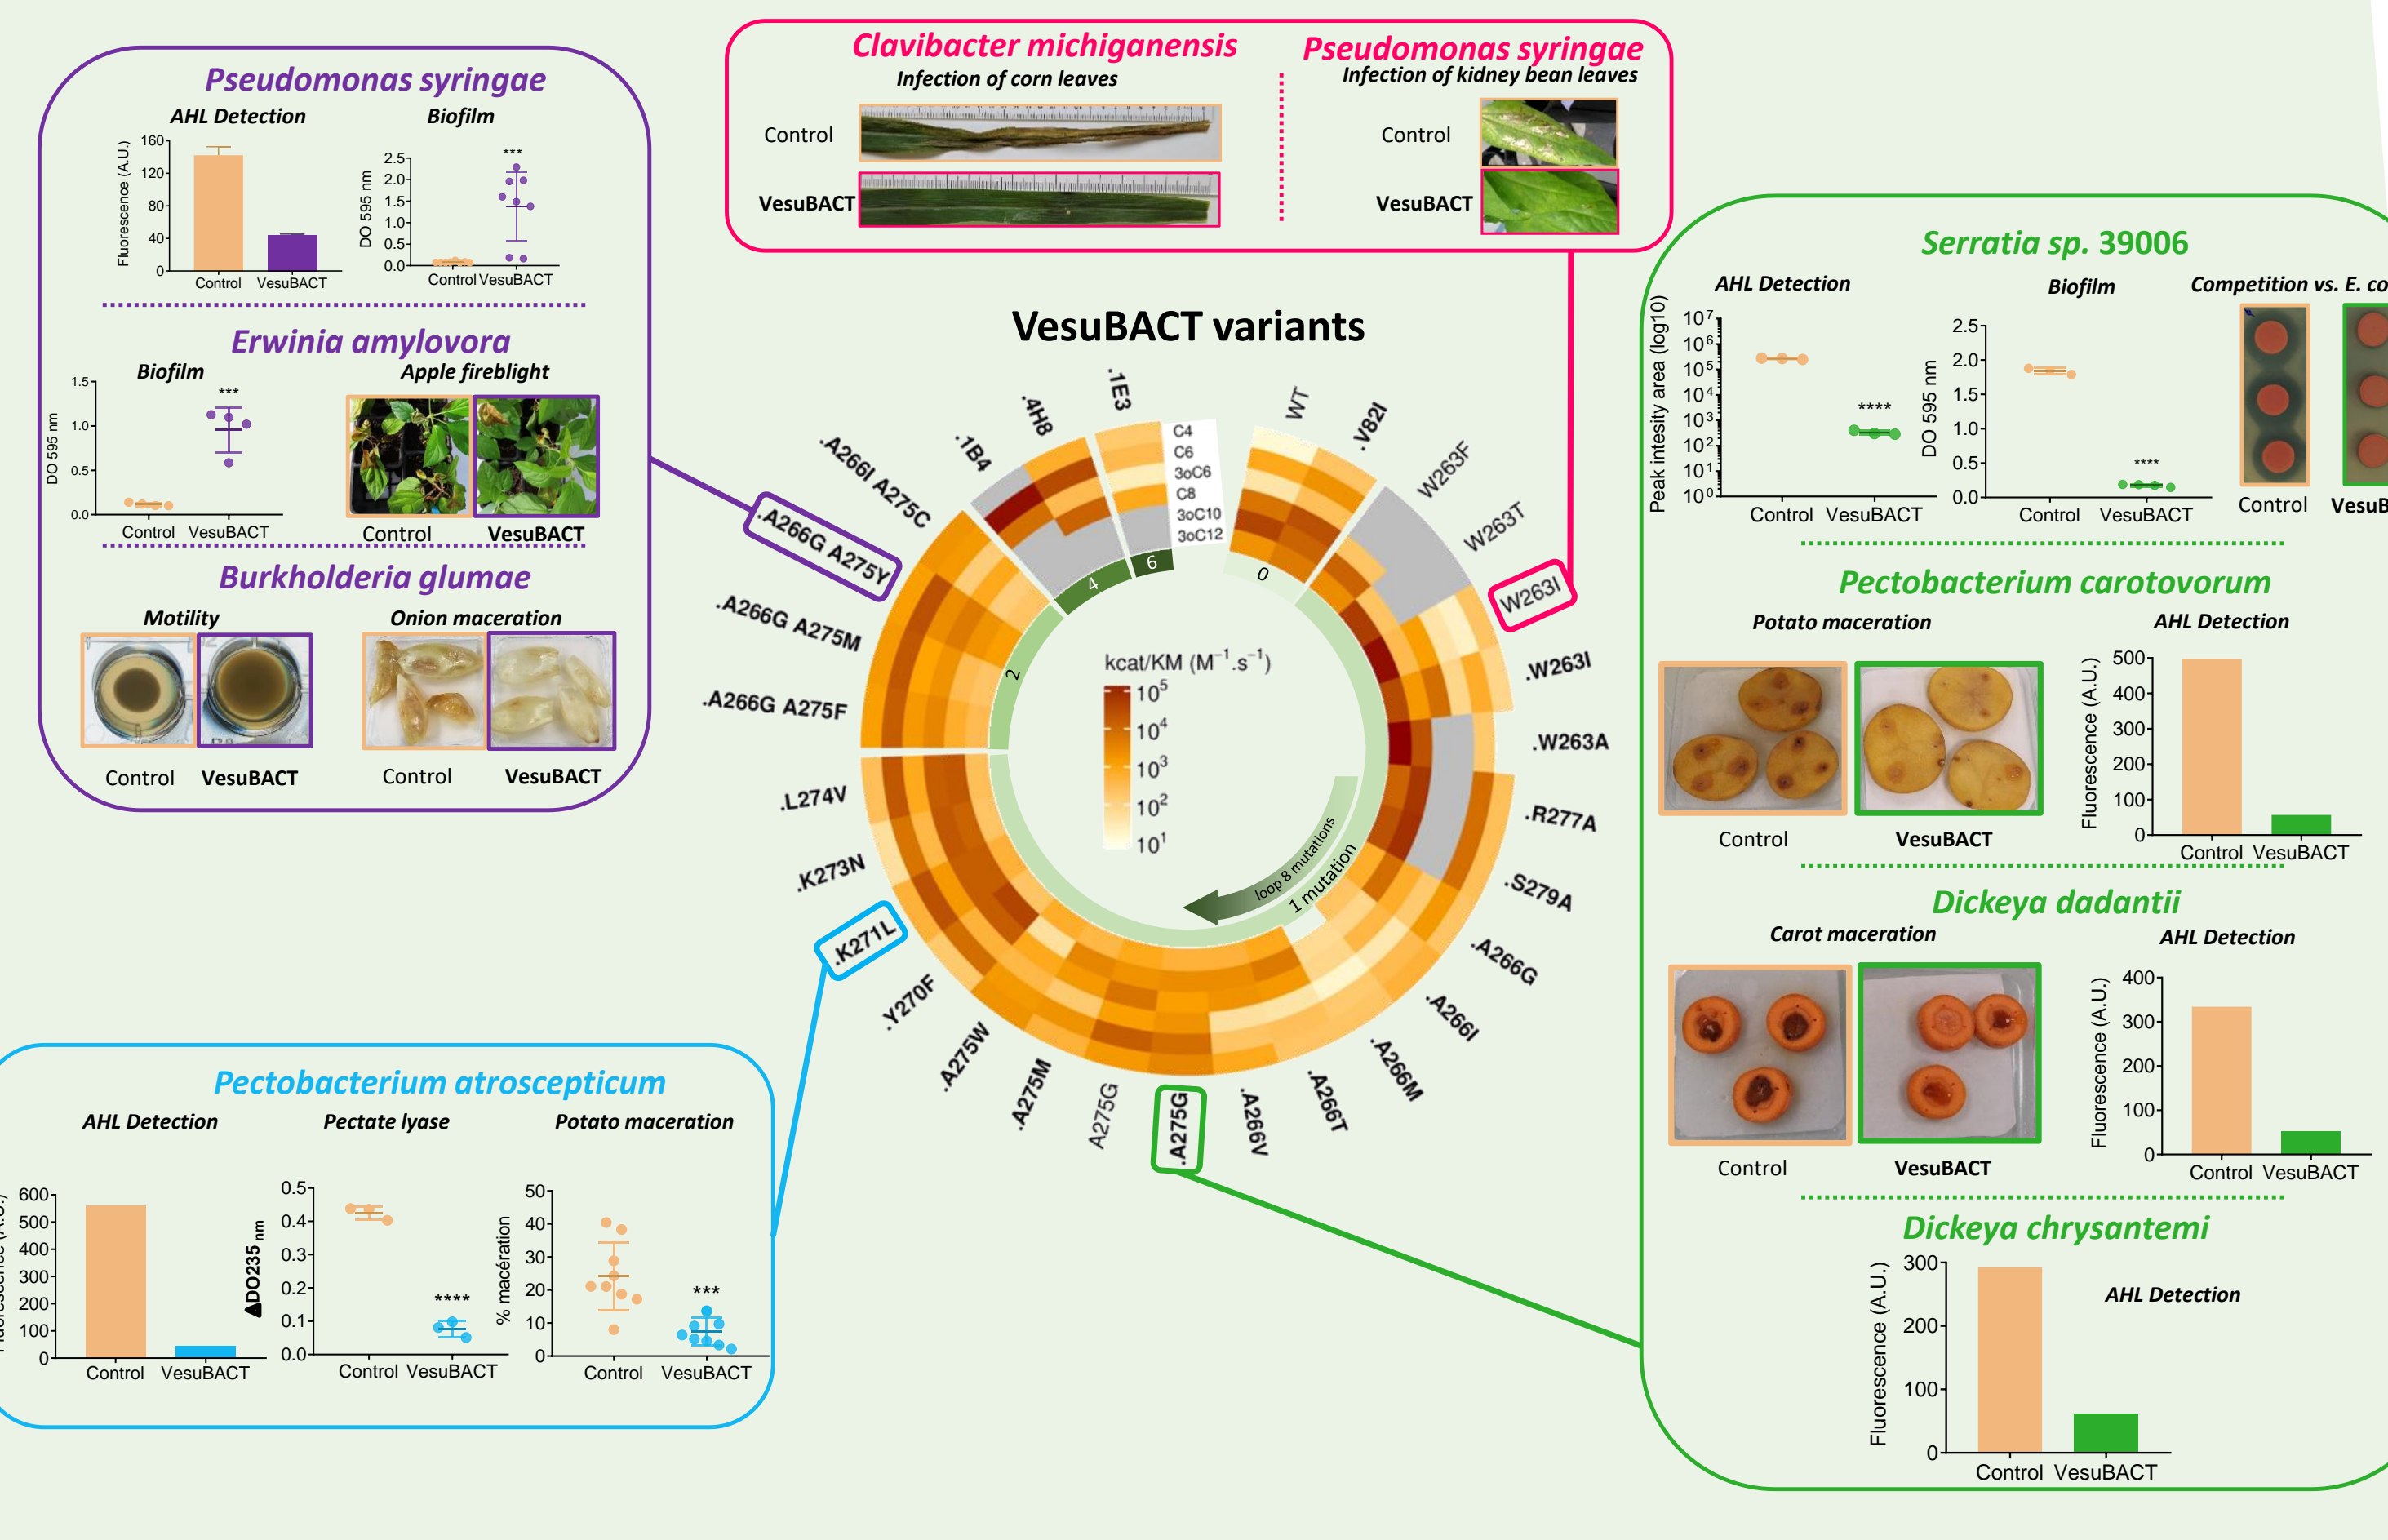 Pseudomonas syringae
AHL Detection
Biofilm
Fluorescence (A.U.)
160
120
80
40
0
Control
VesuBACT
DO 595 nm
2.5
2.0
1.5
1.0
0.5
0.0
***
Control
VesuBACT
Erwinia amylovora
Biofilm
Apple fireblight
DO 595 nm
1.5
1.0
0.5
0.0
***
Control
VesuBACT
Control
VesuBACT
Burkholderia glumae
Motility
Onion maceration
Control
VesuBACT
Control
VesuBACT
Clavibacter michiganensis
Infection of corn leaves
Control
VesuBACT
Pseudomonas syringae
Infection of kidney bean leaves
Control
VesuBACT
VesuBACT variants
WT
.V82I
W263F
W263T
W263I
.W263I
.W263A
.R277A
.S279A
.A266G
.A266I
.A266M
.A266T
.A266V
.A275G
A275G
.A275M
.A275W
.Y270F
.K271L
.K273N
.L274V
.A266G A275F
.A266G A275M
.A266G A275Y
.A266I A275C
.1B4
.4H8
.1E3
C4
C6
3oC6
C8
3oC10
3oC12
0
2
4
6
kcat/KM (M⁻¹.s⁻¹)
10⁵
10⁴
10³
10²
10¹
loop 8 mutations
1 mutation
Serratia sp. 39006
AHL Detection
Biofilm
Competition vs. E. co
Peak intesity area (log10)
10⁷
10⁶
10⁵
10⁴
10³
10²
10¹
10⁰
****
Control
VesuBACT
DO 595 nm
2.5
2.0
1.5
1.0
0.5
0.0
****
Control
VesuBACT
Control
VesuB
Pectobacterium carotovorum
Potato maceration
AHL Detection
Control
VesuBACT
Fluorescence (A.U.)
500
400
300
200
100
0
Control
VesuBACT
Dickeya dadantii
Carot maceration
AHL Detection
Control
VesuBACT
Fluorescence (A.U.)
400
300
200
100
0
Control
VesuBACT
Dickeya chrysantemi
AHL Detection
Fluorescence (A.U.)
300
200
100
0
Control
VesuBACT
Pectobacterium atroscepticum
AHL Detection
Pectate lyase
Potato maceration
600
500
400
300
200
100
0
Control
VesuBACT
▲DO235 nm
0.5
0.4
0.3
0.2
0.1
0.0
****
Control
VesuBACT
% macération
50
40
30
20
10
0
***
Control
VesuBACT